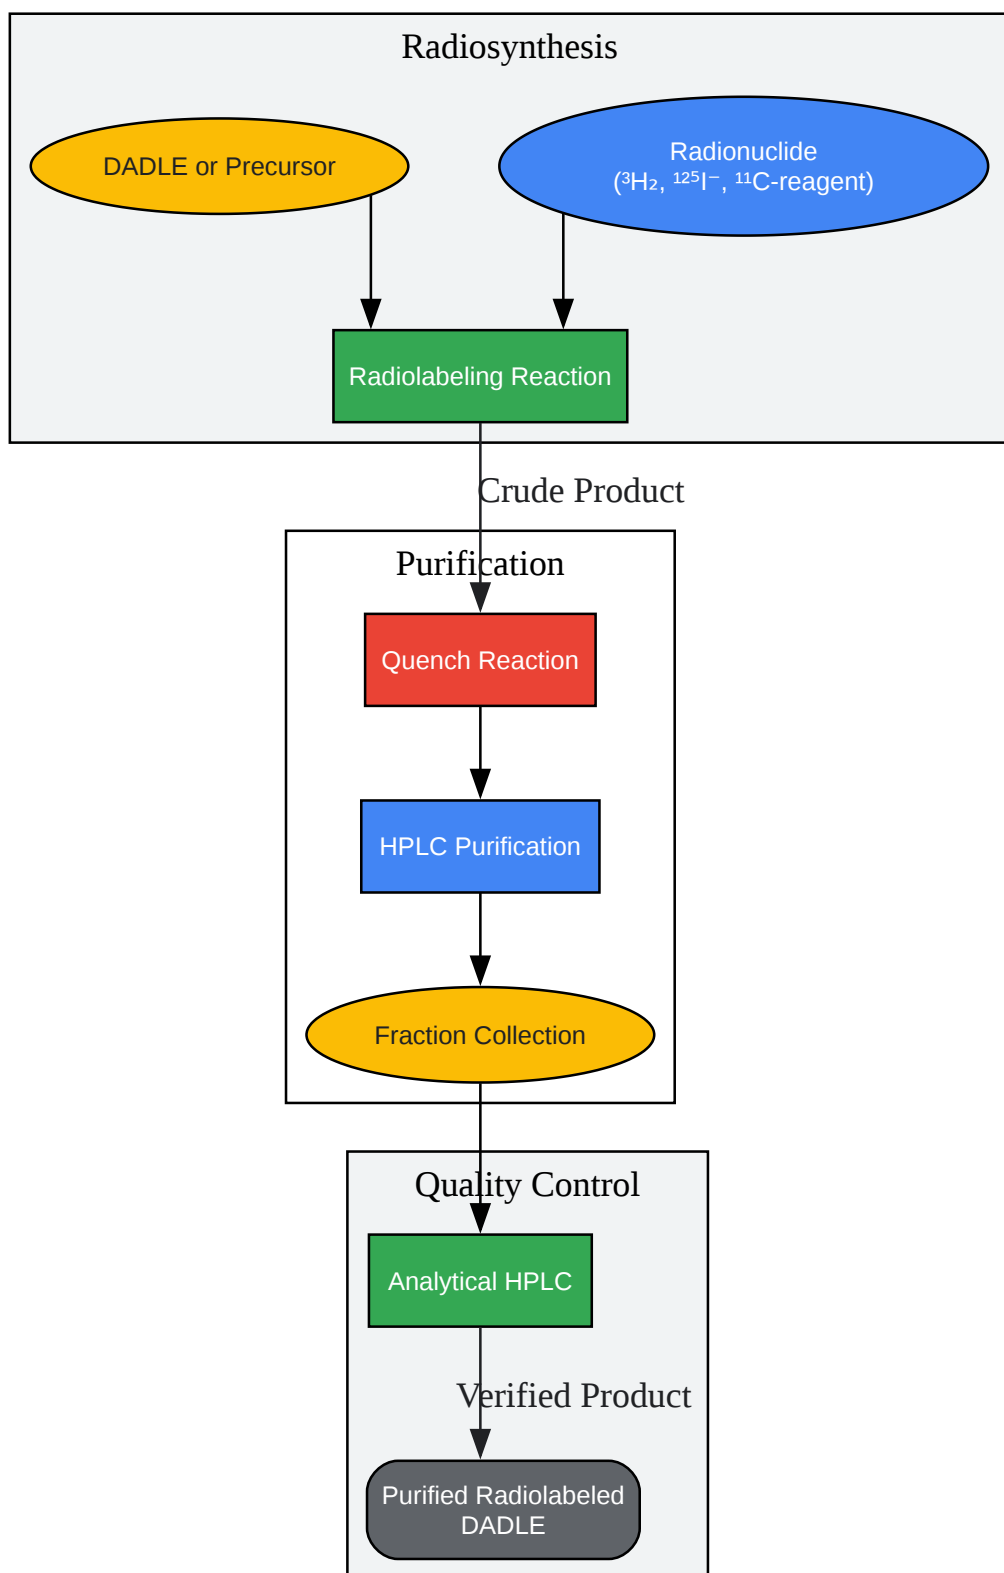 Radiosynthesis
DADLE or Precursor
Radionuclide
(³H₂, ¹²⁵I⁻, ¹¹C-reagent)
Radiolabeling Reaction
Crude Product
Purification
Quench Reaction
HPLC Purification
Fraction Collection
Quality Control
Analytical HPLC
Verified Product
Purified Radiolabeled
DADLE